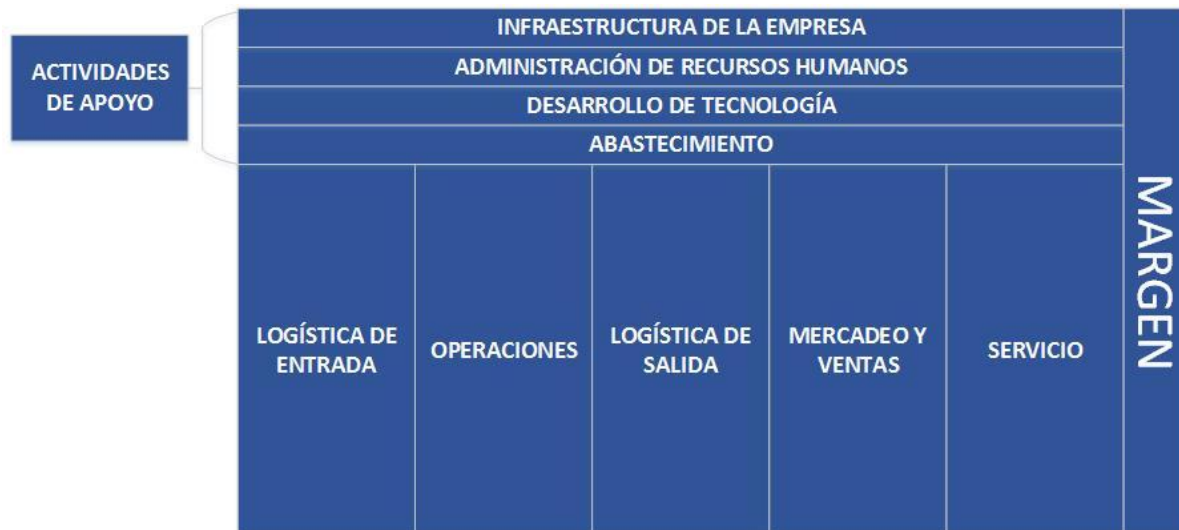 ACTIVIDADES
DE APOYO
INFRAESTRUCTURA DE LA EMPRESA
ADMINISTRACIÓN DE RECURSOS HUMANOS
DESARROLLO DE TECNOLOGÍA
ABASTECIMIENTO
LOGÍSTICA DE
ENTRADA
OPERACIONES
LOGÍSTICA DE
SALIDA
MERCADEO Y
VENTAS
SERVICIO
MARGEN